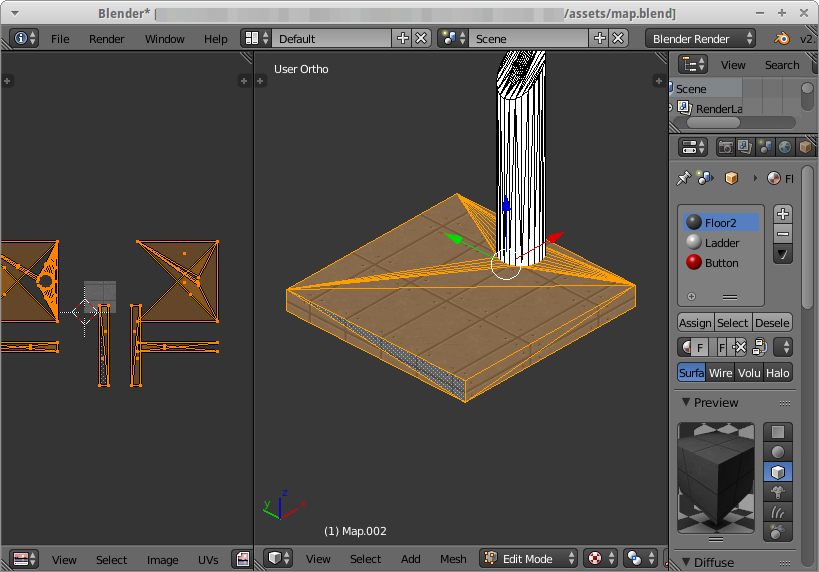 Blender* [ /assets/map.blend]
File Render Window Help Default Scene Blender Render v2.
User Ortho
View Search
Scene
RenderLa
Fl
Floor2
Ladder
Button
Assign Select Desele
F F
Surfa Wire Volu Halo
Preview
z
y x
(1) Map.002
Diffuse
View Select Image UVs View Select Add Mesh Edit Mode